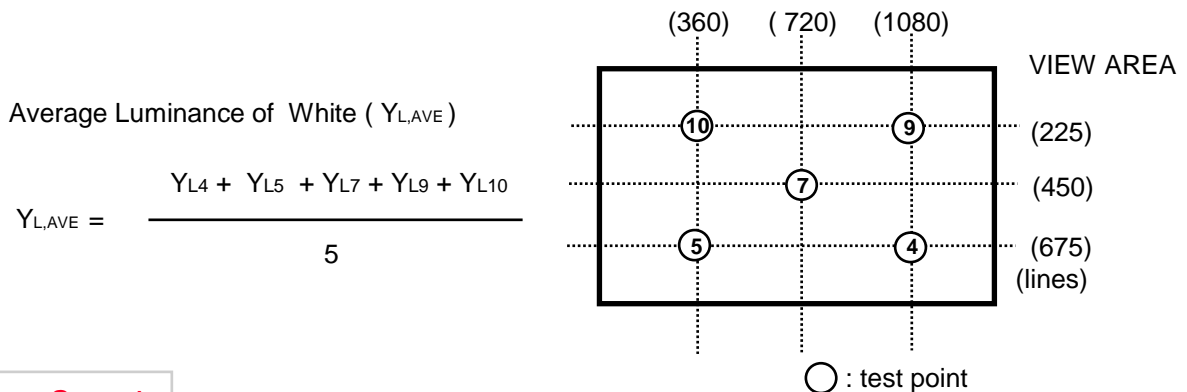 (360) ( 720) (1080)
VIEW AREA
Average Luminance of White ( YL,AVE )
10 9 (225)
YL4 + YL5 + YL7 + YL9 + YL10
7 (450)
YL,AVE =
5
5 4 (675)
(lines)
: test point